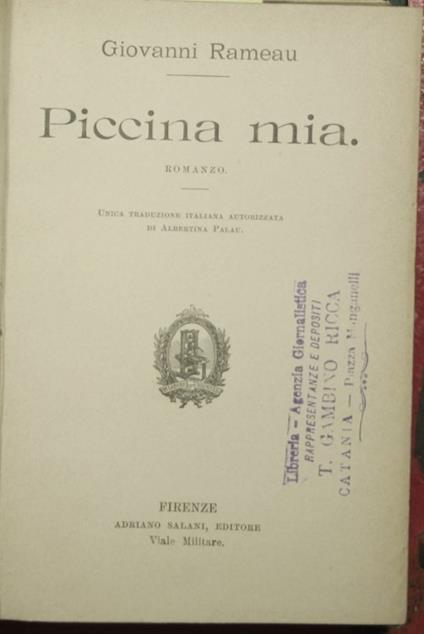 Giovanni Rameau
Piccina mia.
ROMANZO.
UNICA TRADUZIONE ITALIANA AUTORIZZATA
DI ALBERTINA PALAU.
FIRENZE
ADRIANO SALANI, EDITORE
Viale Militare.
Libreria - Agenzia Giornalistica
RAPPRESENTANZE E DEPOSITI
T. GAMBINO RICCA
CATANIA - Piazza Manganelli